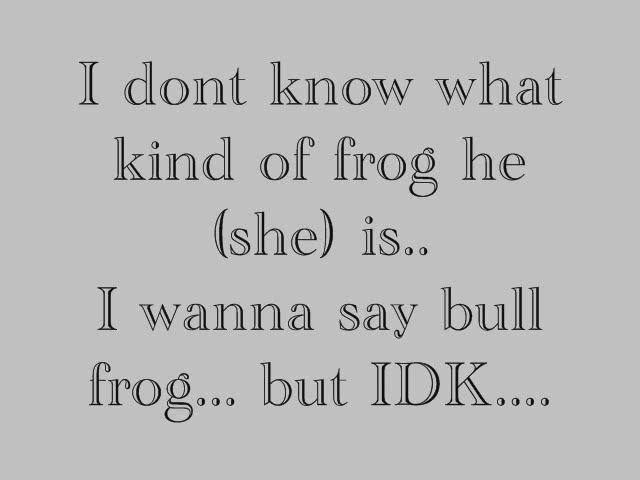 I dont know what
kind of frog he
(she) is..
I wanna say bull
frog... but IDK....